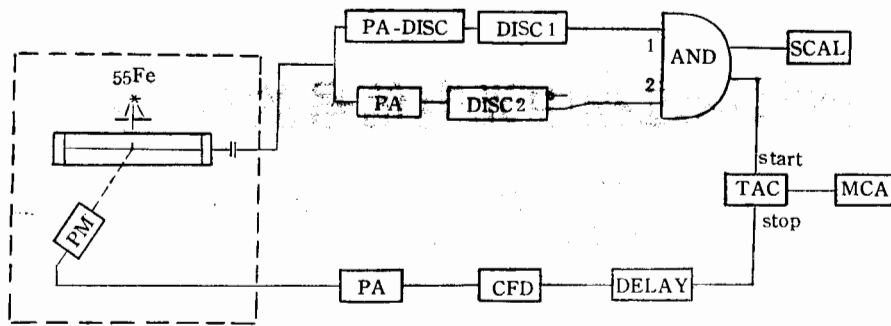 PA-DISC
DISC 1
1
AND
SCAL
55Fe
PA
DISC 2
2
start
TAC
MCA
stop
PM
PA
CFD
DELAY